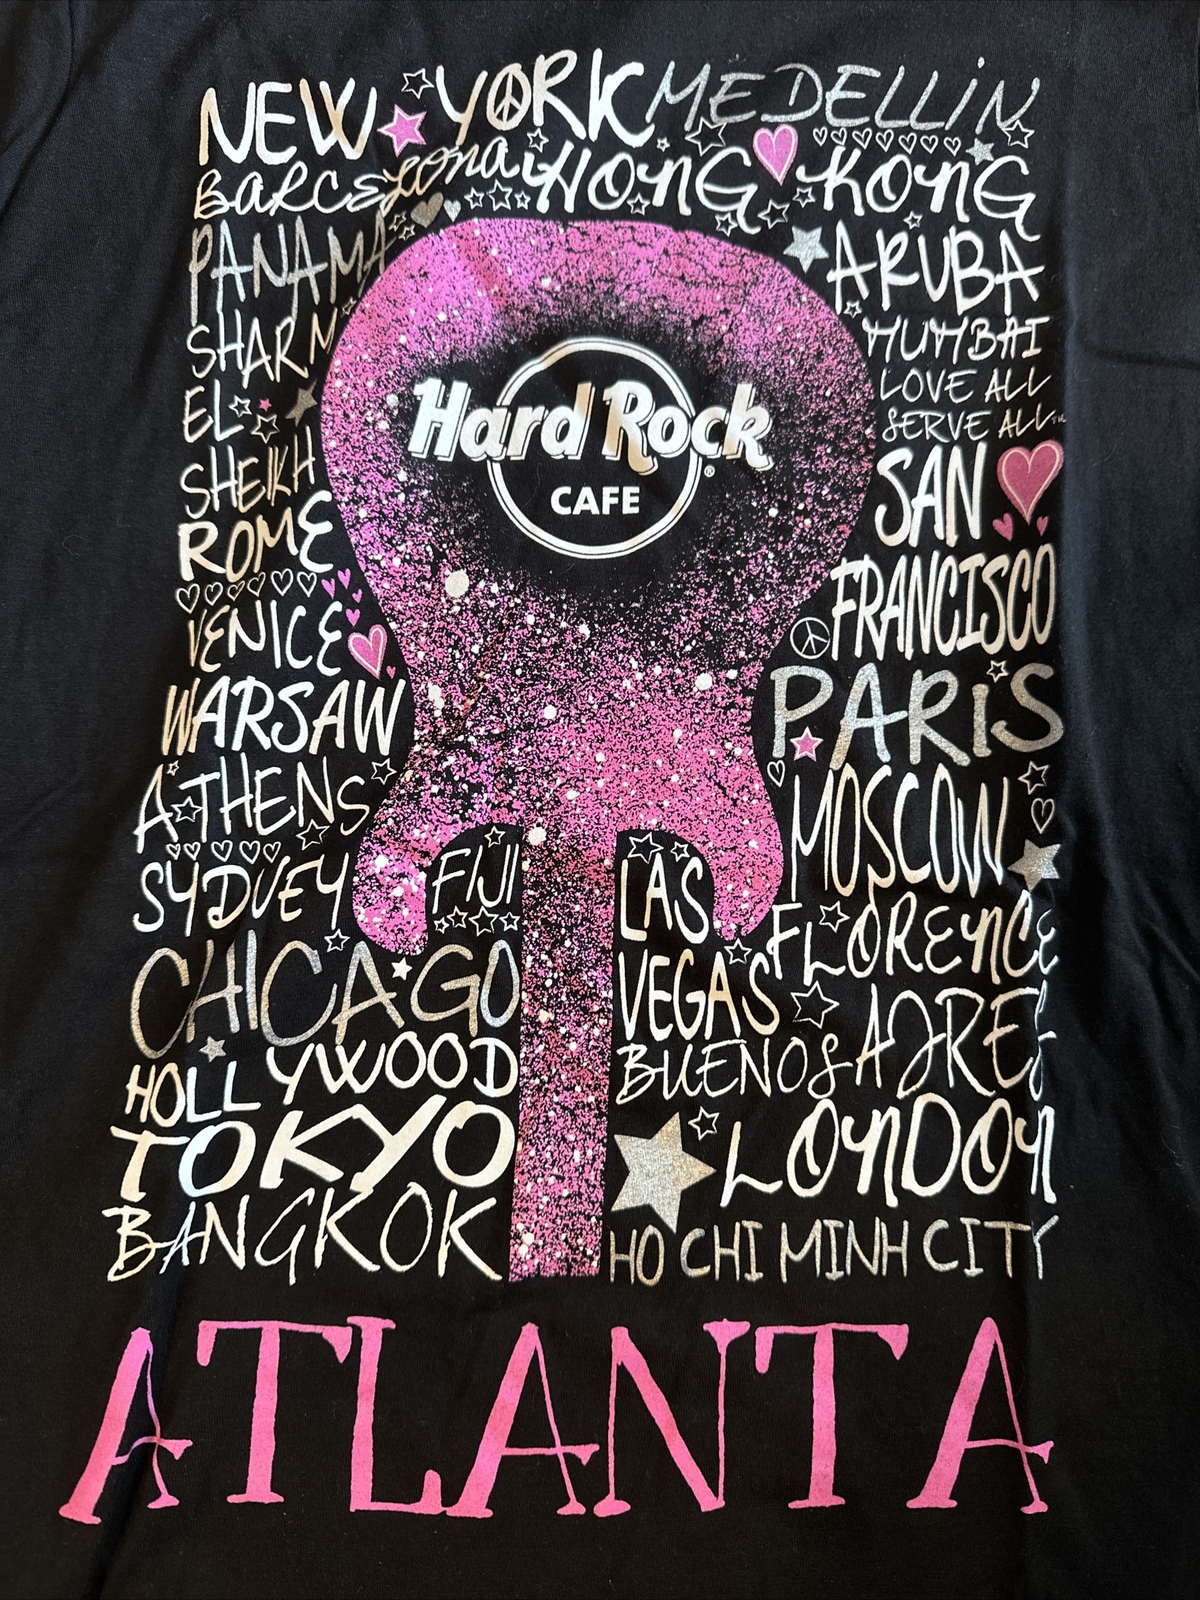 NEW YORK MEDELLIN
BARCELONA HONG KONG
PANAMA
ARUBA
SHARM
EL
SHEIKH
MUMBAI
LOVE ALL
SERVE ALL™
Hard Rock®
CAFE
ROME
SAN
FRANCISCO
VENICE
WARSAW
PARIS
ATHENS
MOSCOW
SYDNEY
FIJI
LAS
VEGAS
FLORENCE
CHICAGO
BUENOS AIRES
HOLLYWOOD
TOKYO
LONDON
BANGKOK
HO CHI MINH CITY
ATLANTA